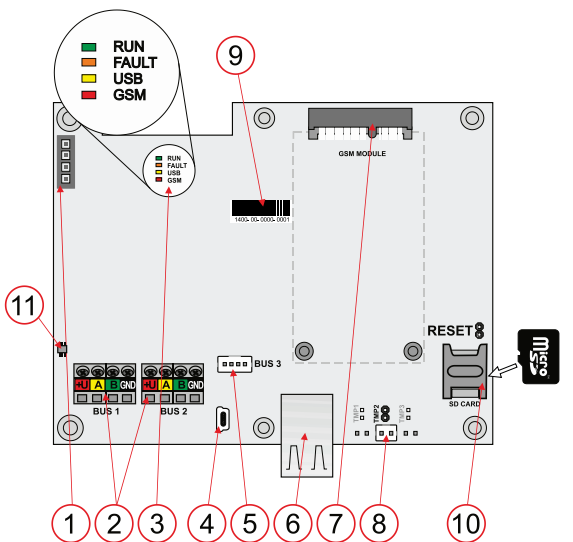 RUN
FAULT
USB
GSM
9
GSM MODULE
RUN
FAULT
USB
GSM
1400-00-0000-0001
11
RESET
micro
SD
BUS 3
+U A B GND
+U A B GND
BUS 1
BUS 2
SD CARD
TMP1
TMP2
TMP3
1
2
3
4
5
6
7
8
10